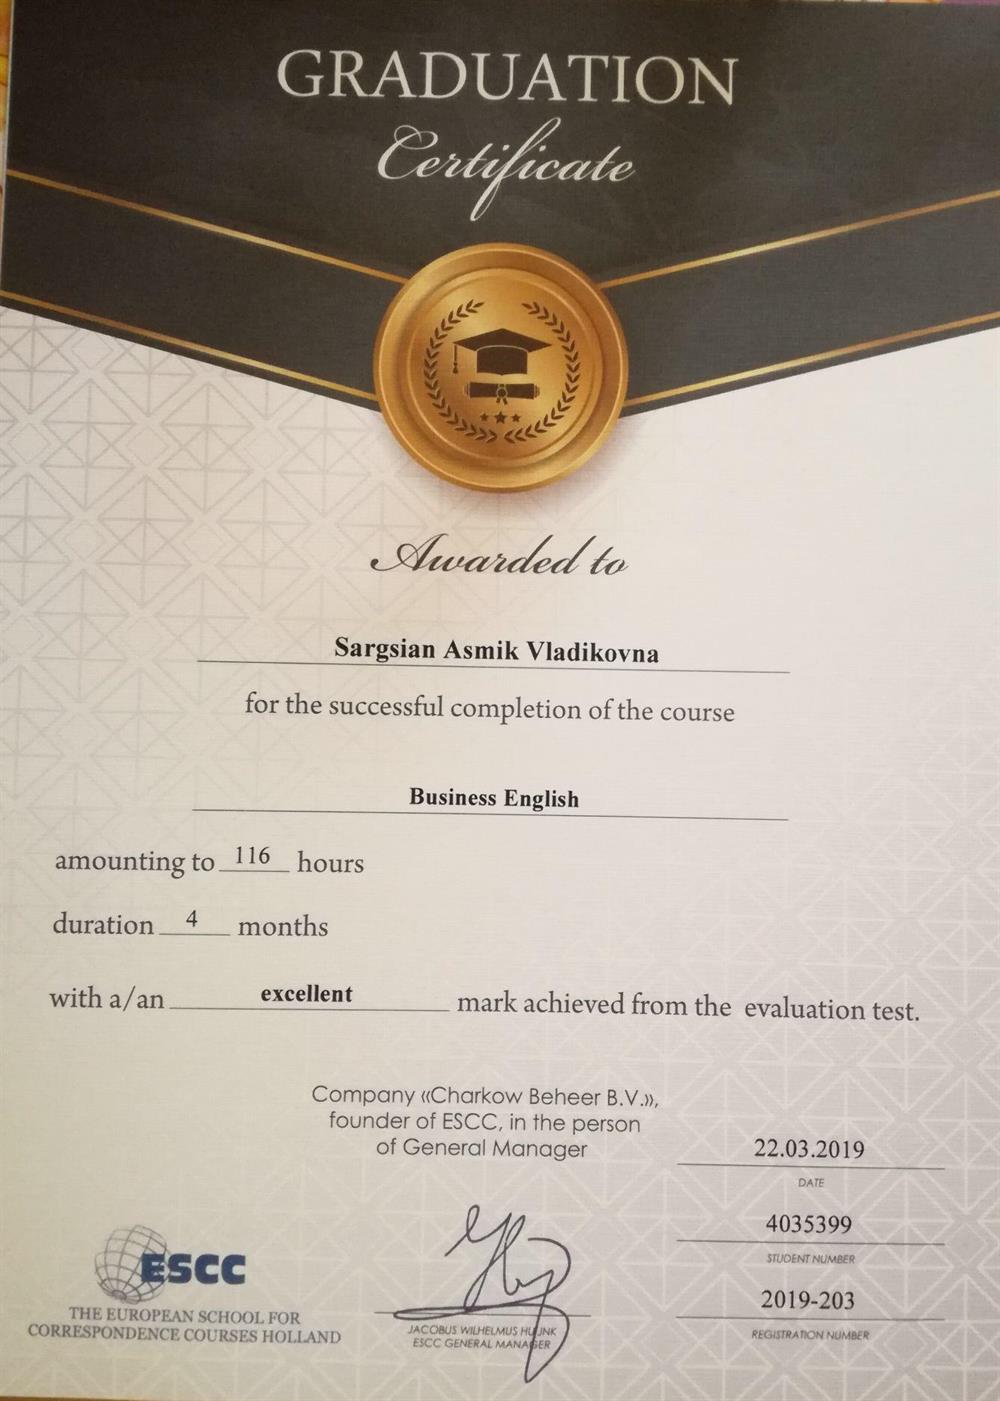 GRADUATION
Certificate
Awarded to
Sargsian Asmik Vladikovna
for the successful completion of the course
Business English
amounting to 116 hours
duration 4 months
with a/an excellent mark achieved from the evaluation test.
Company «Charkow Beheer B.V.»,
founder of ESCC, in the person
of General Manager
22.03.2019
DATE
4035399
STUDENT NUMBER
2019-203
REGISTRATION NUMBER
ESCC
THE EUROPEAN SCHOOL FOR
CORRESPONDENCE COURSES HOLLAND
JACOBUS WILHELMUS
ESCC GENERAL MANAGER